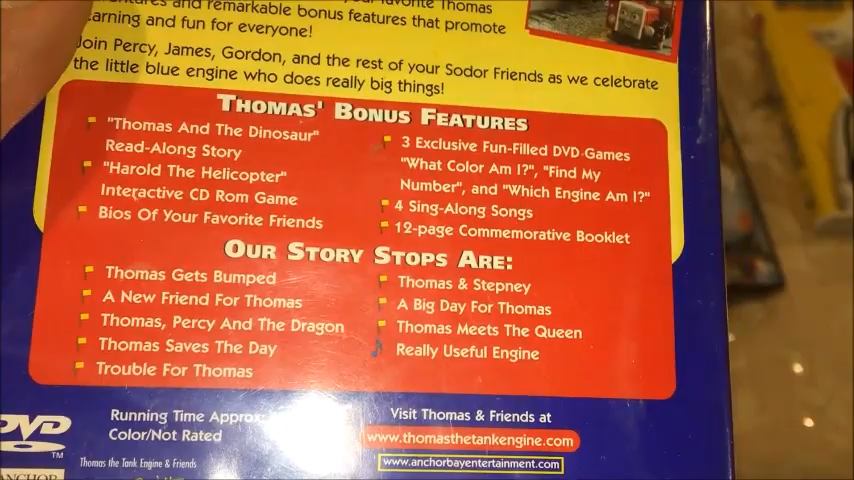 and remarkable bonus features that promote
earning and fun for everyone!
Join Percy, James, Gordon, and the rest of your Sodor Friends as we celebrate
the little blue engine who does really big things!
THOMAS' BONUS FEATURES
"Thomas And The Dinosaur"
Read-Along Story
"Harold The Helicopter"
Interactive CD Rom Game
Bios Of Your Favorite Friends
3 Exclusive Fun-Filled DVD Games
"What Color Am I?", "Find My
Number", and "Which Engine Am I?"
4 Sing-Along Songs
12-page Commemorative Booklet
OUR STORY STOPS ARE:
Thomas Gets Bumped
A New Friend For Thomas
Thomas, Percy And The Dragon
Thomas Saves The Day
Trouble For Thomas
Thomas & Stepney
A Big Day For Thomas
Thomas Meets The Queen
Really Useful Engine
DVD
TM
Running Time Approx:
Color/Not Rated
Thomas the Tank Engine & Friends
Visit Thomas & Friends at
www.thomasthetankengine.com
www.anchorbayentertainment.com